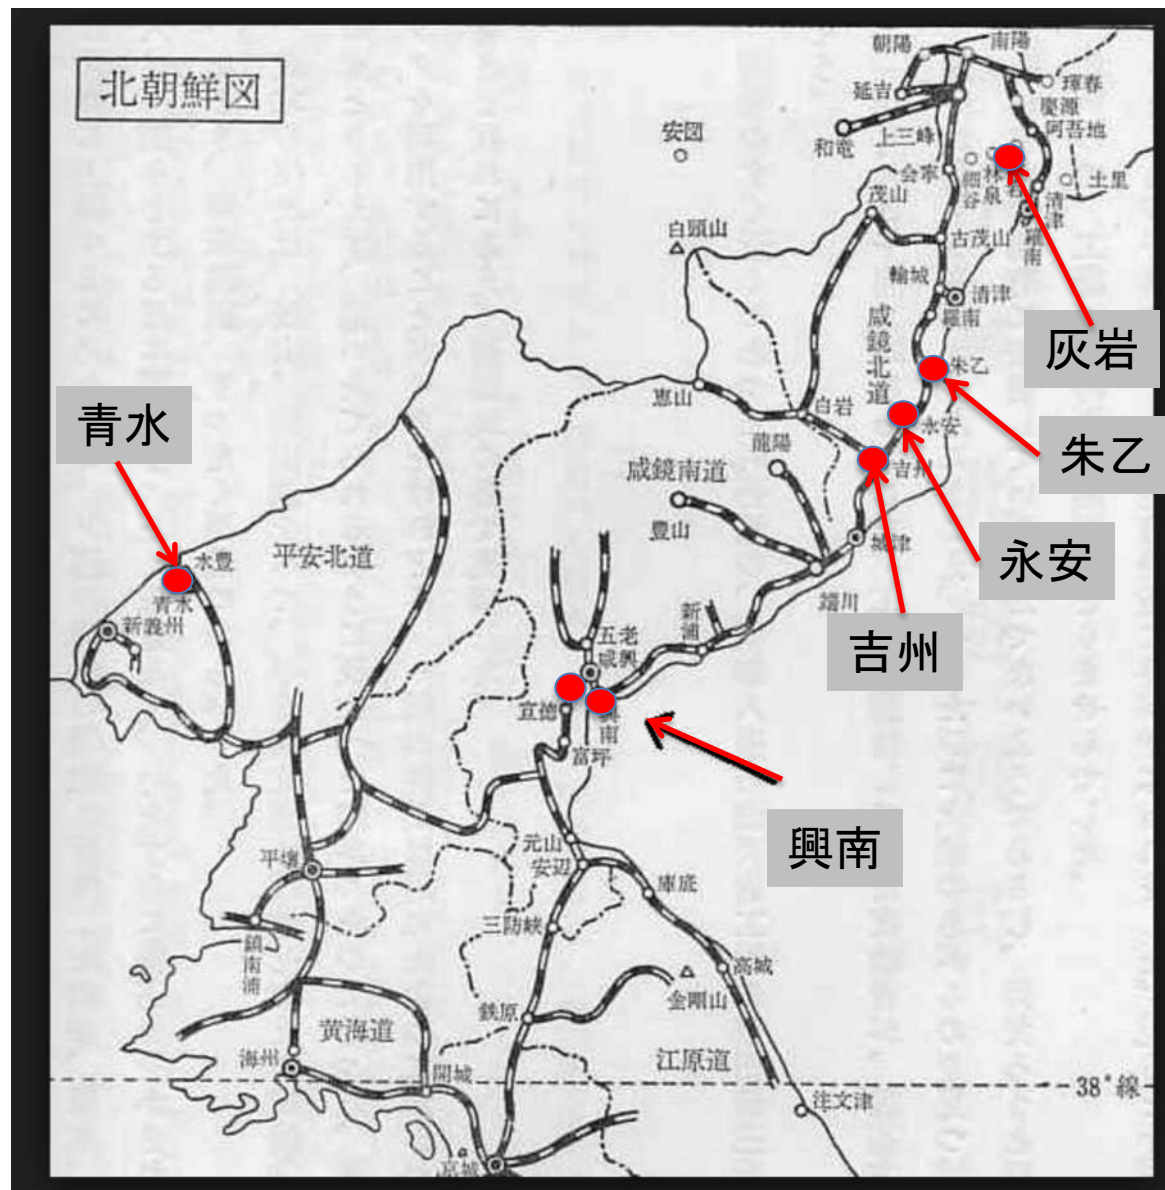 北朝鮮図
朝陽
南陽
延吉
琿春
慶源
阿吾地
和竜
上三峰
安図
会寧
細谷
林泉
土里
清津
羅南
茂山
白頭山
古茂山
輸城
清津
羅南
咸鏡北道
灰岩
朱乙
朱乙
恵山
白岩
永安
永安
吉州
吉州
龍陽
咸鏡南道
豊山
城津
端川
新浦
青水
水豊
青水
平安北道
新義州
五老
咸興
宣徳
興南
興南
富坪
元山
安辺
庫底
平壌
三防峡
鎮南浦
高城
金剛山
鉄原
黄海道
江原道
海州
開城
38°線
注文津
京城